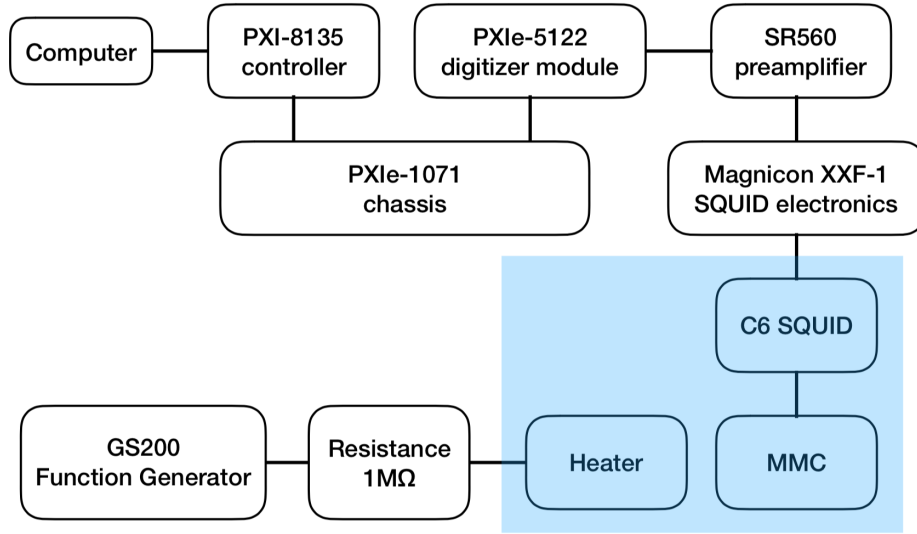 Computer
PXI-8135
controller
PXIe-5122
digitizer module
SR560
preamplifier
PXIe-1071
chassis
Magnicon XXF-1
SQUID electronics
C6 SQUID
GS200
Function Generator
Resistance
1MΩ
Heater
MMC